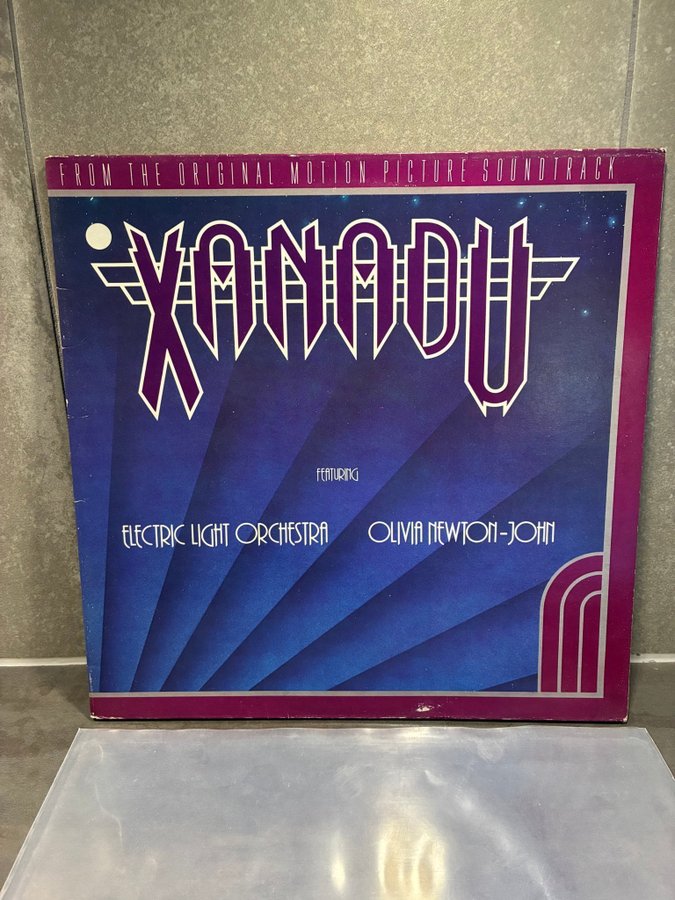 FROM THE ORIGINAL MOTION PICTURE SOUNDTRACK
XANADU
FEATURING
ELECTRIC LIGHT ORCHESTRA OLIVIA NEWTON-JOHN